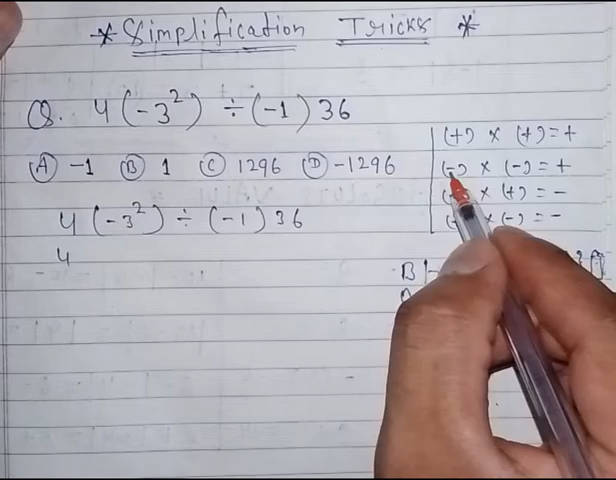 * Simplification Tricks *
Q. 4(-3²) ÷ (-1) 36
(A) -1 (B) 1 (C) 1296 (D) -1296
4(-3²) ÷ (-1) 36
4
(+) × (+) = +
(-) × (-) = +
× (+) = -
× (-) = -
B